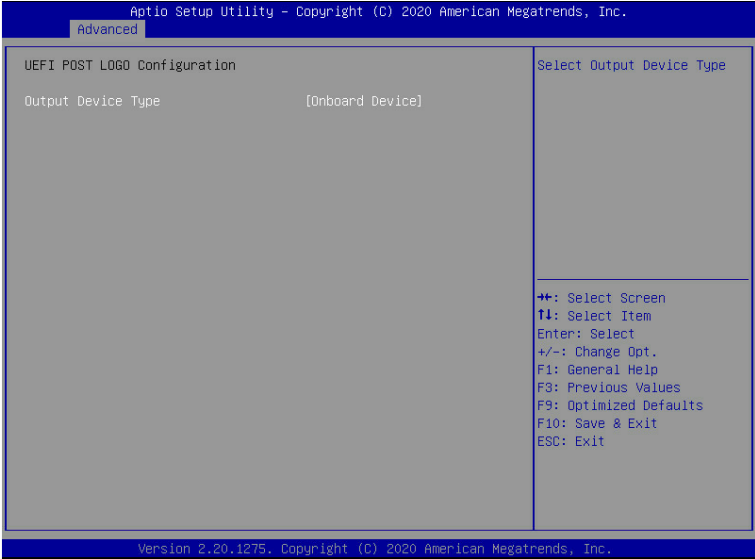 Aptio Setup Utility – Copyright (C) 2020 American Megatrends, Inc.
Advanced
UEFI POST LOGO Configuration
Output Device Type [Onboard Device]
Select Output Device Type
→←: Select Screen
↑↓: Select Item
Enter: Select
+/-: Change Opt.
F1: General Help
F3: Previous Values
F9: Optimized Defaults
F10: Save & Exit
ESC: Exit
Version 2.20.1275. Copyright (C) 2020 American Megatrends, Inc.